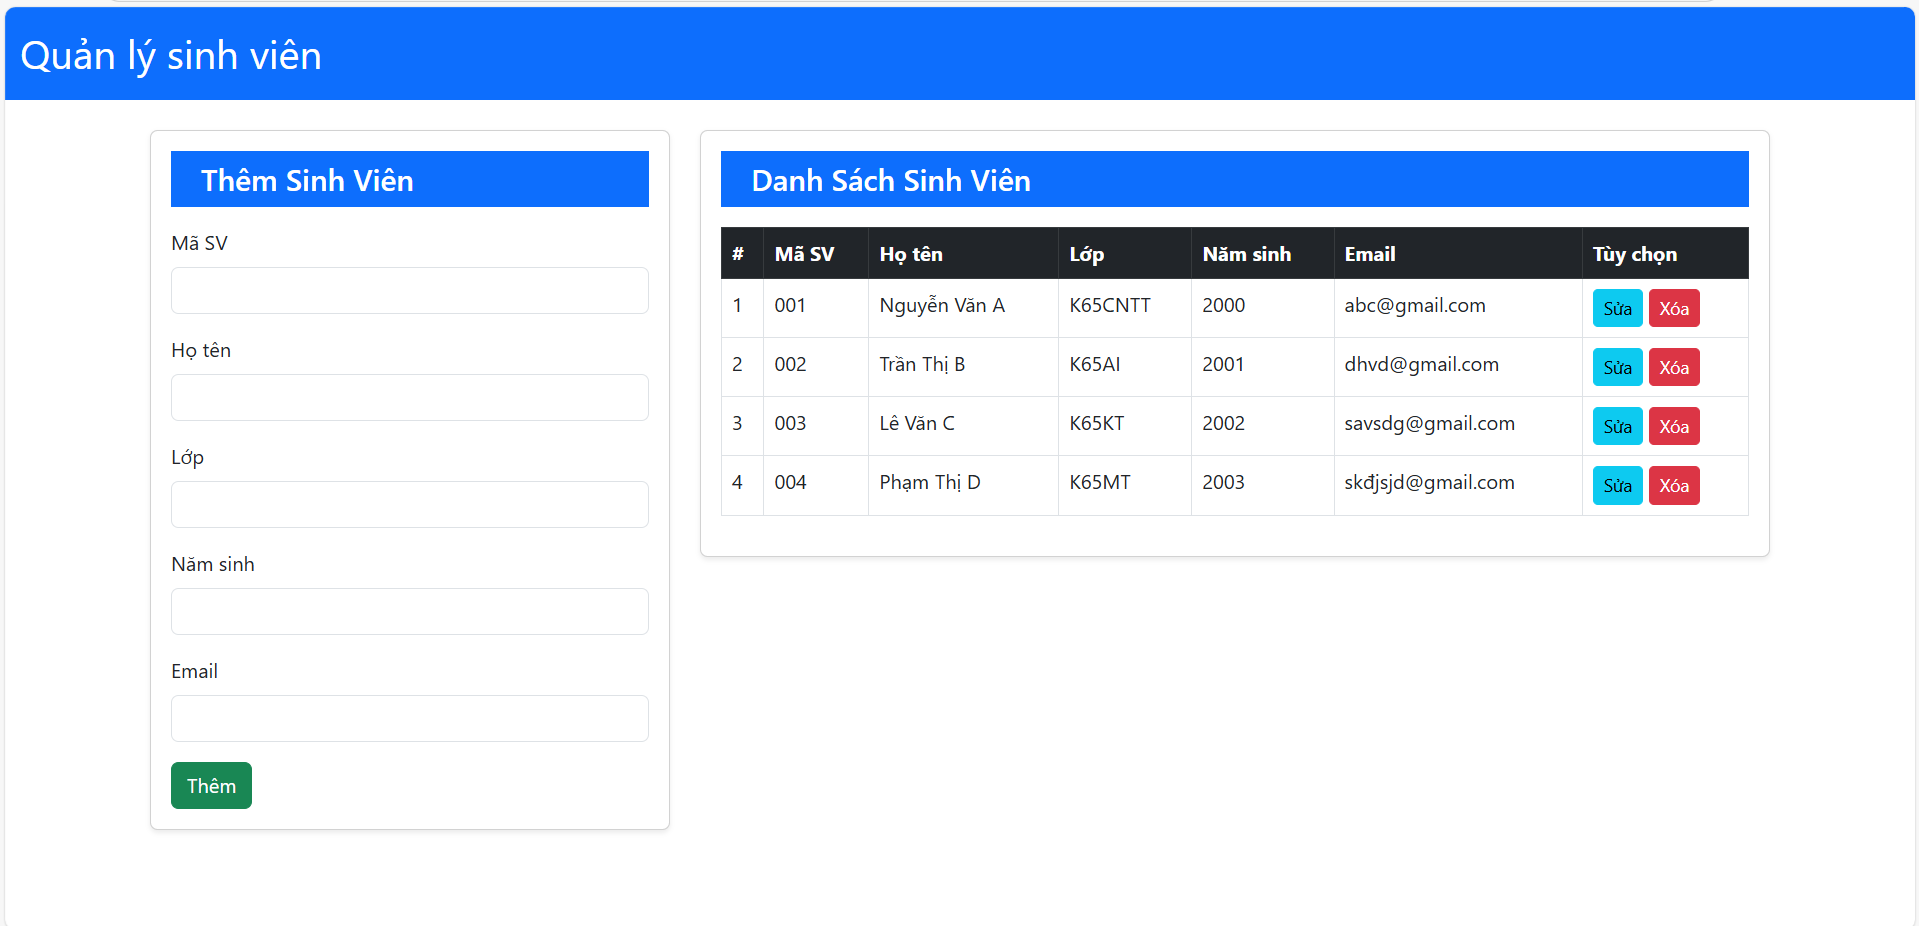 Quản lý sinh viên
Thêm Sinh Viên
Mã SV
Họ tên
Lớp
Năm sinh
Email
Thêm
Danh Sách Sinh Viên
# Mã SV Họ tên Lớp Năm sinh Email Tùy chọn
1 001 Nguyễn Văn A K65CNTT 2000 abc@gmail.com Sửa Xóa
2 002 Trần Thị B K65AI 2001 dhvd@gmail.com Sửa Xóa
3 003 Lê Văn C K65KT 2002 savsdg@gmail.com Sửa Xóa
4 004 Phạm Thị D K65MT 2003 skđjsjd@gmail.com Sửa Xóa